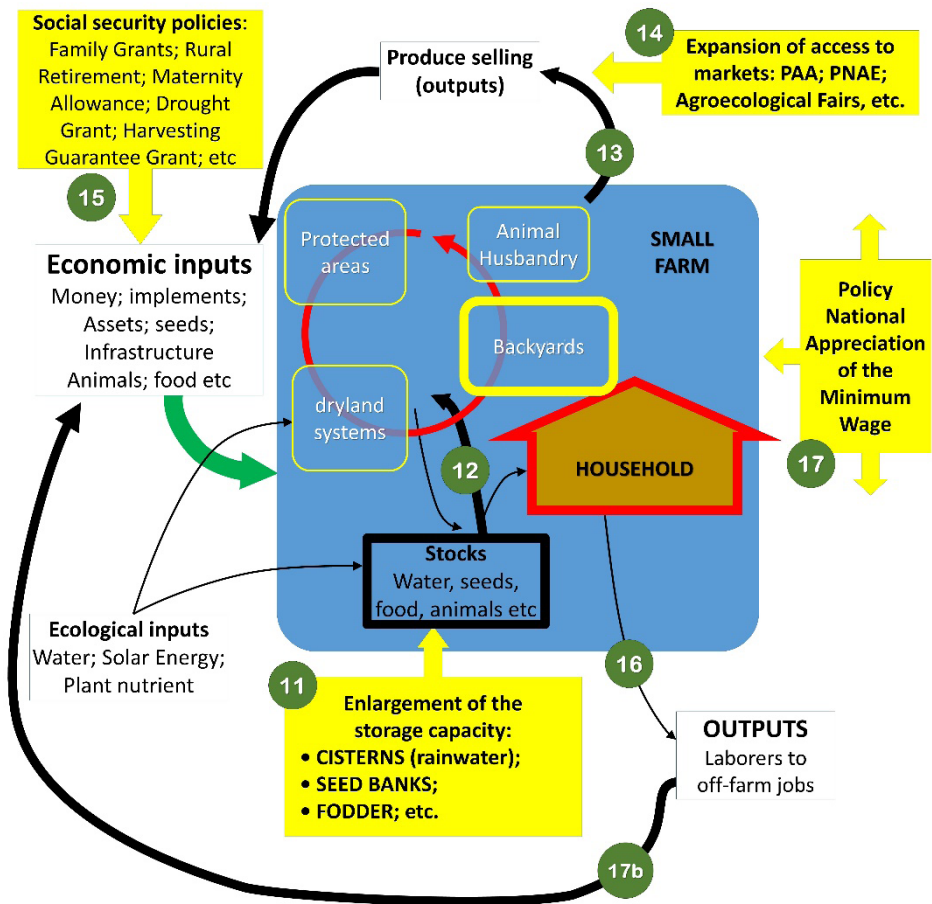 Social security policies:
Family Grants; Rural
Retirement; Maternity
Allowance; Drought
Grant; Harvesting
Guarantee Grant; etc
15
Produce selling
(outputs)
14
Expansion of access to
markets: PAA; PNAE;
Agroecological Fairs, etc.
13
Economic inputs
Money; implements;
Assets; seeds;
Infrastructure
Animals; food etc
Protected
areas
Animal
Husbandry
SMALL
FARM
Backyards
dryland
systems
Policy
National
Appreciation
of the
Minimum
Wage
17
12
HOUSEHOLD
Stocks
Water, seeds,
food, animals etc
Ecological inputs
Water; Solar Energy;
Plant nutrient
11
Enlargement of the
storage capacity:
• CISTERNS (rainwater);
• SEED BANKS;
• FODDER; etc.
16
OUTPUTS
Laborers to
off-farm jobs
17b